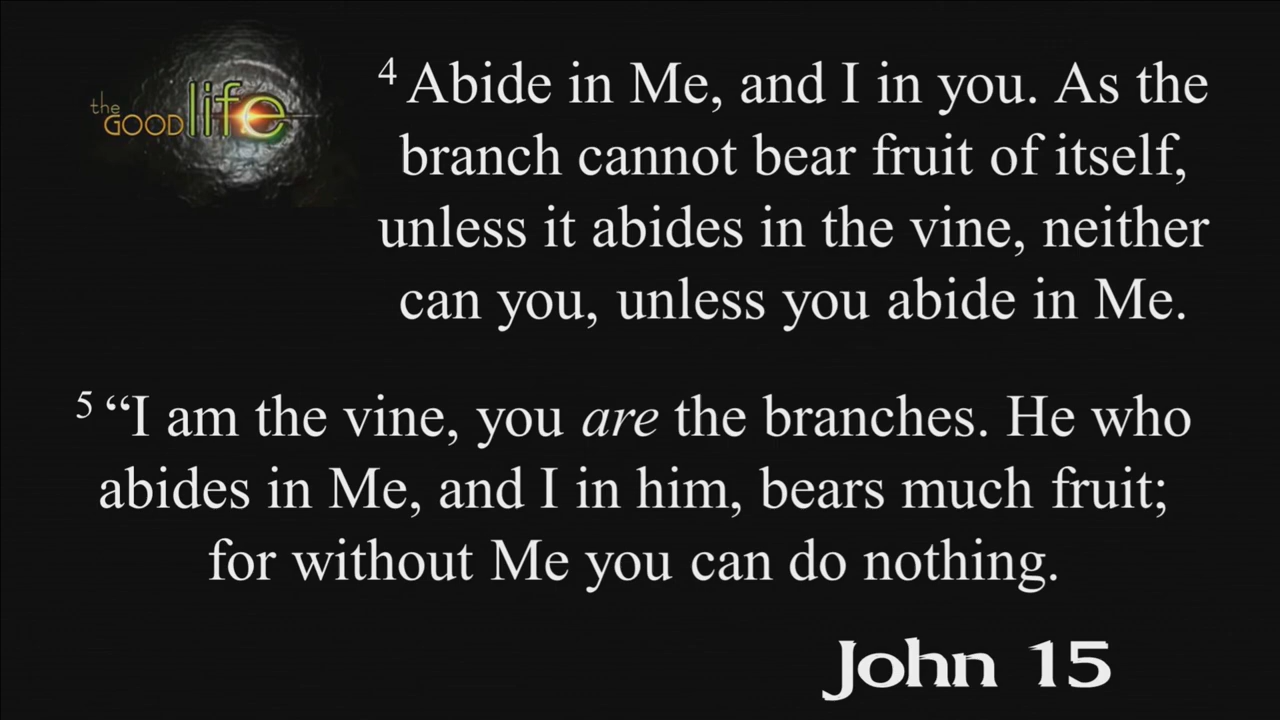 the
GOOD life
4 Abide in Me, and I in you. As the
branch cannot bear fruit of itself,
unless it abides in the vine, neither
can you, unless you abide in Me.
5 “I am the vine, you are the branches. He who
abides in Me, and I in him, bears much fruit;
for without Me you can do nothing.
John 15